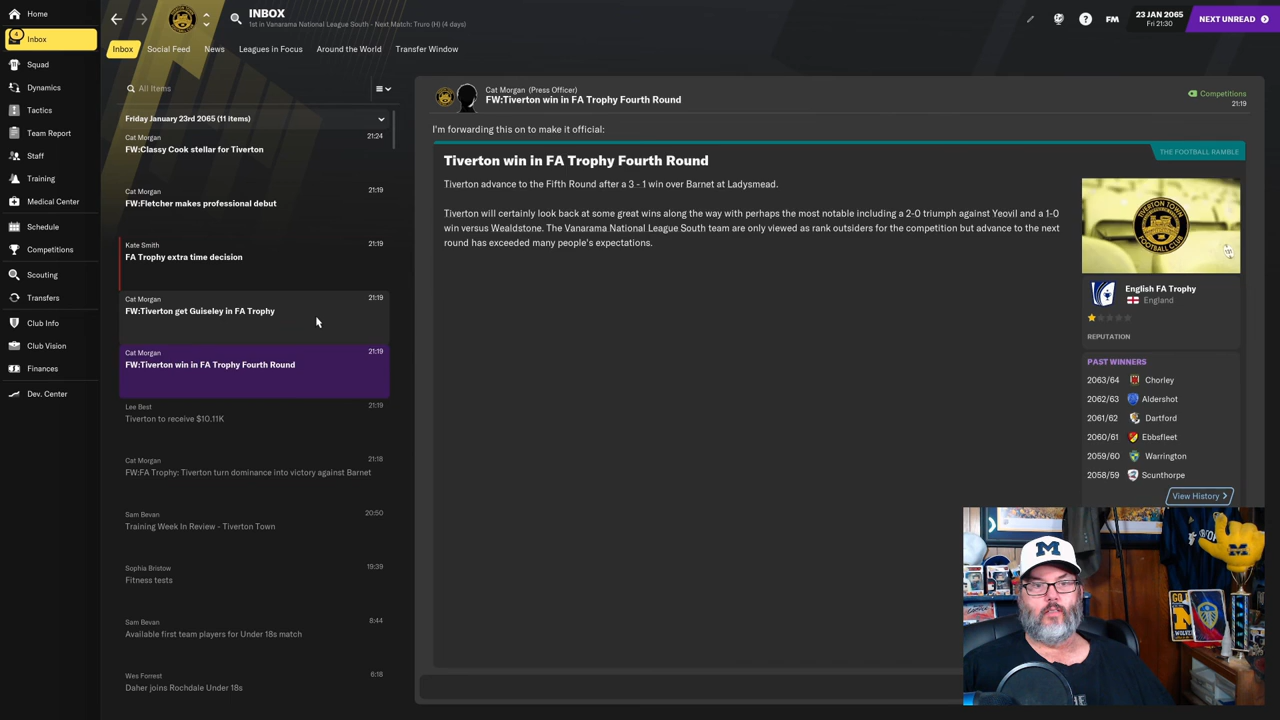 Home
INBOX
1st in Vanarama National League South - Next Match: Truro (H) (4 days)
FM
23 JAN 2065
Fri 21:30
NEXT UNREAD
4
Inbox
Squad
Dynamics
Tactics
Team Report
Staff
Training
Medical Center
Schedule
Competitions
Scouting
Transfers
Club Info
Club Vision
Finances
Dev. Center
Inbox
Social Feed
News
Leagues in Focus
Around the World
Transfer Window
All Items
Friday January 23rd 2065 (11 items)
Cat Morgan
21:24
FW:Classy Cook stellar for Tiverton
Cat Morgan
21:19
FW:Fletcher makes professional debut
Kate Smith
21:19
FA Trophy extra time decision
Cat Morgan
21:19
FW:Tiverton get Guiseley in FA Trophy
Cat Morgan
21:19
FW:Tiverton win in FA Trophy Fourth Round
Lee Best
21:19
Tiverton to receive $10.11K
Cat Morgan
21:18
FW:FA Trophy: Tiverton turn dominance into victory against Barnet
Sam Bevan
20:50
Training Week In Review - Tiverton Town
Sophia Bristow
19:39
Fitness tests
Sam Bevan
8:44
Available first team players for Under 18s match
Wes Forrest
6:18
Daher joins Rochdale Under 18s
Cat Morgan (Press Officer)
FW:Tiverton win in FA Trophy Fourth Round
Competitions
21:19
I'm forwarding this on to make it official:
THE FOOTBALL RAMBLE
Tiverton win in FA Trophy Fourth Round
Tiverton advance to the Fifth Round after a 3 - 1 win over Barnet at Ladysmead.
Tiverton will certainly look back at some great wins along the way with perhaps the most notable including a 2-0 triumph against Yeovil and a 1-0
win versus Wealdstone. The Vanarama National League South team are only viewed as rank outsiders for the competition but advance to the next
round has exceeded many people's expectations.
English FA Trophy
England
REPUTATION
PAST WINNERS
2063/64 Chorley
2062/63 Aldershot
2061/62 Dartford
2060/61 Ebbsfleet
2059/60 Warrington
2058/59 Scunthorpe
View History
M